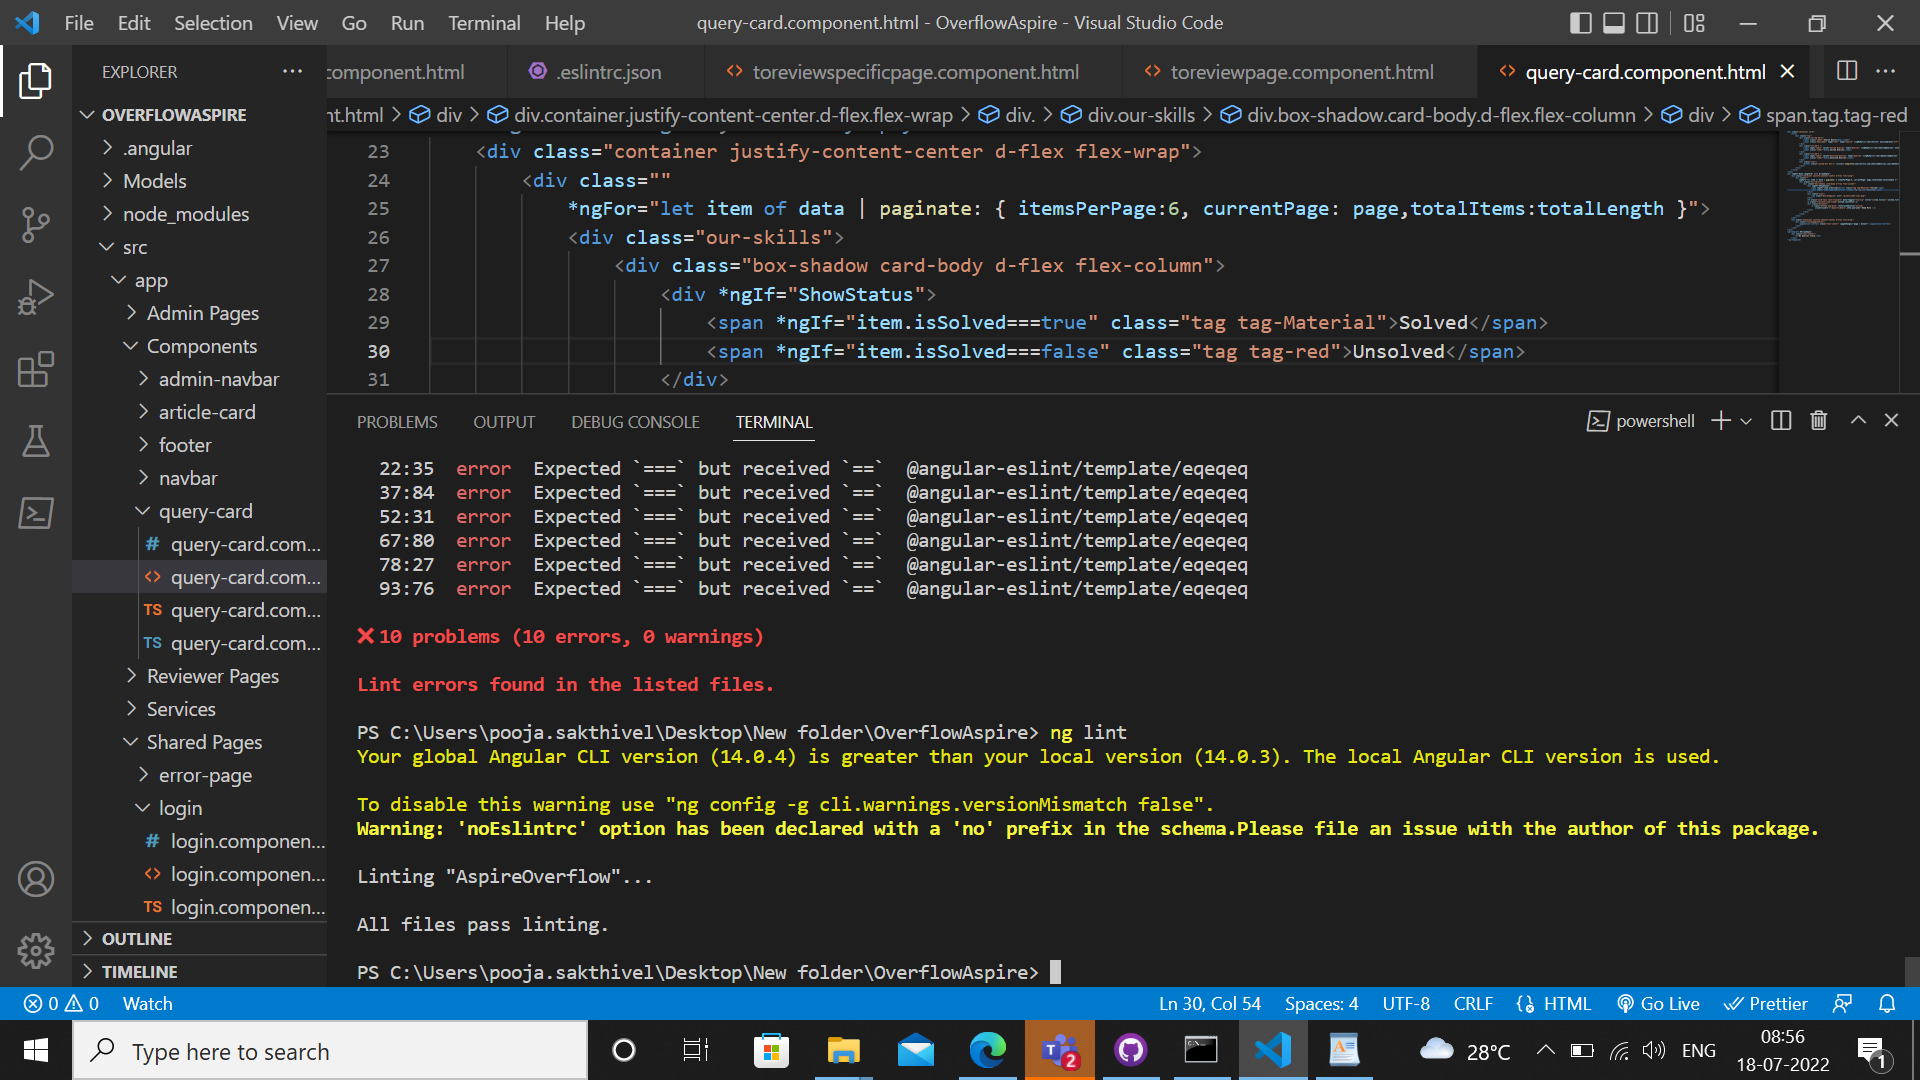 File Edit Selection View Go Run Terminal Help
query-card.component.html - OverflowAspire - Visual Studio Code
EXPLORER
component.html
.eslintrc.json
toreviewspecificpage.component.html
toreviewpage.component.html
query-card.component.html
nt.html > div > div.container.justify-content-center.d-flex.flex-wrap > div. > div.our-skills > div.box-shadow.card-body.d-flex.flex-column > div > span.tag.tag-red
OVERFLOWASPIRE
.angular
Models
node_modules
src
app
Admin Pages
Components
admin-navbar
article-card
footer
navbar
query-card
query-card.com...
query-card.com...
TS query-card.com...
TS query-card.com...
Reviewer Pages
Services
Shared Pages
error-page
login
login.componen...
login.componen...
TS login.componen...
OUTLINE
TIMELINE
23 <div class="container justify-content-center d-flex flex-wrap">
24 <div class=""
25 *ngFor="let item of data | paginate: { itemsPerPage:6, currentPage: page,totalItems:totalLength }">
26 <div class="our-skills">
27 <div class="box-shadow card-body d-flex flex-column">
28 <div *ngIf="ShowStatus">
29 <span *ngIf="item.isSolved===true" class="tag tag-Material">Solved</span>
30 <span *ngIf="item.isSolved===false" class="tag tag-red">Unsolved</span>
31 </div>
PROBLEMS OUTPUT DEBUG CONSOLE TERMINAL
powershell
22:35 error Expected `===` but received `==` @angular-eslint/template/eqeqeq
37:84 error Expected `===` but received `==` @angular-eslint/template/eqeqeq
52:31 error Expected `===` but received `==` @angular-eslint/template/eqeqeq
67:80 error Expected `===` but received `==` @angular-eslint/template/eqeqeq
78:27 error Expected `===` but received `==` @angular-eslint/template/eqeqeq
93:76 error Expected `===` but received `==` @angular-eslint/template/eqeqeq
10 problems (10 errors, 0 warnings)
Lint errors found in the listed files.
PS C:\Users\pooja.sakthivel\Desktop\New folder\OverflowAspire> ng lint
Your global Angular CLI version (14.0.4) is greater than your local version (14.0.3). The local Angular CLI version is used.
To disable this warning use "ng config -g cli.warnings.versionMismatch false".
Warning: 'noEslintrc' option has been declared with a 'no' prefix in the schema.Please file an issue with the author of this package.
Linting "AspireOverflow"...
All files pass linting.
PS C:\Users\pooja.sakthivel\Desktop\New folder\OverflowAspire>
0 0 Watch
Ln 30, Col 54 Spaces: 4 UTF-8 CRLF HTML Go Live Prettier
Type here to search
2
28°C
ENG
08:56
18-07-2022
1